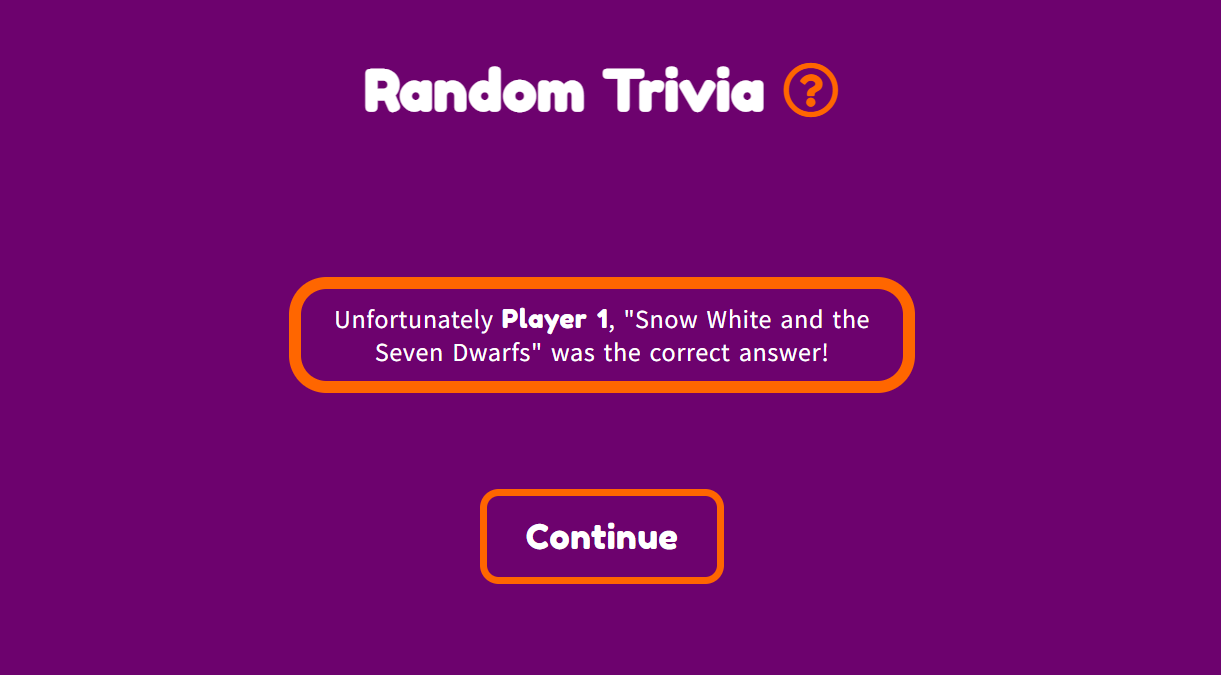 Random Trivia
Unfortunately Player 1, "Snow White and the
Seven Dwarfs" was the correct answer!
Continue